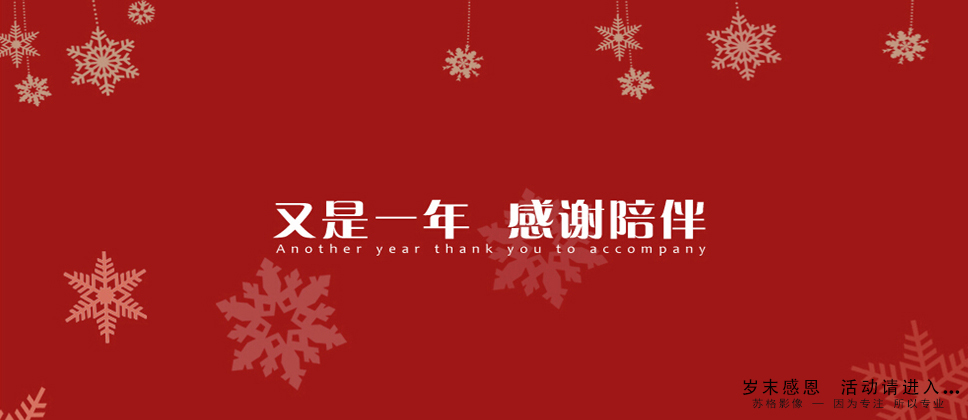 又是一年 感谢陪伴
Another year thank you to accompany
岁末感恩 活动请进入...
苏格影像 — 因为专注 所以专业